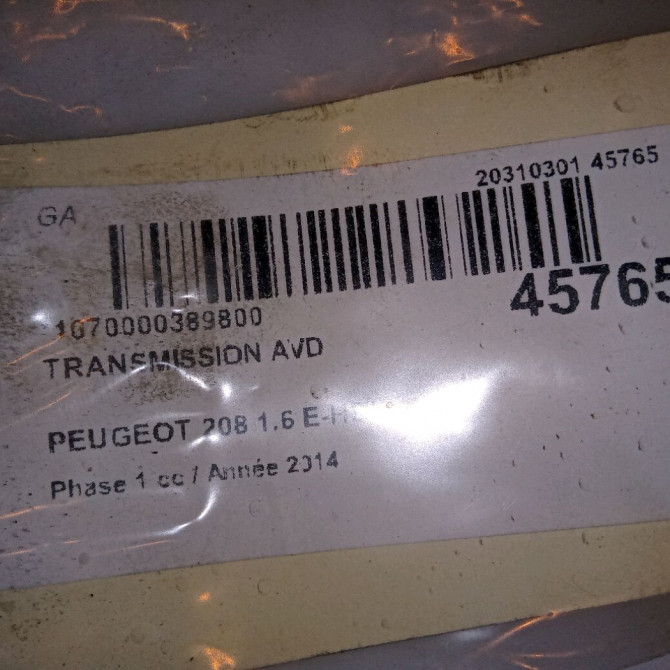 20310301 45765
GA
45765
1070000389800
TRANSMISSION AVD
PEUGEOT 208 1.6 E-H
Phase 1 cc / Année 2014